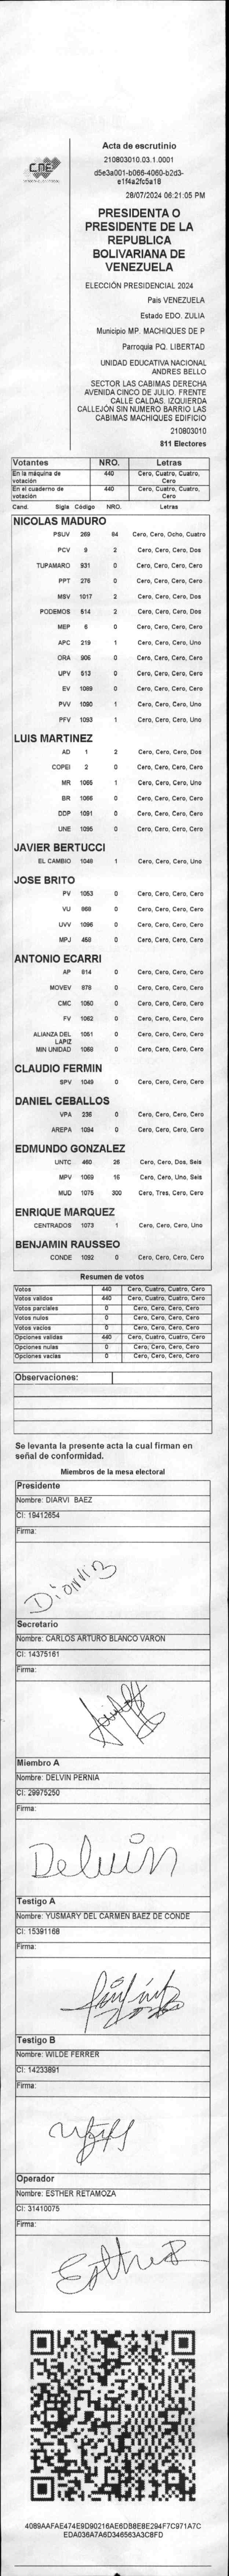 CNE
Acta de escrutinio
210803010.03.1.0001
d5e3a001-b066-4060-b2d3-
e1f4a2fc5a18
28/07/2024 06:21:05 PM
PRESIDENTA O
PRESIDENTE DE LA
REPUBLICA
BOLIVARIANA DE
VENEZUELA
ELECCIÓN PRESIDENCIAL 2024
Pais VENEZUELA
Estado EDO. ZULIA
Municipio MP. MACHIQUES DE P
Parroquia PQ. LIBERTAD
UNIDAD EDUCATIVA NACIONAL
ANDRES BELLO
SECTOR LAS CABIMAS DERECHA
AVENIDA CINCO DE JULIO. FRENTE
CALLE CALDAS. IZQUIERDA
CALLEJÓN SIN NUMERO BARRIO LAS
CABIMAS MACHIQUES EDIFICIO
210803010
811 Electores
Votantes NRO. Letras
En la máquina de votación 440 Cero, Cuatro, Cuatro, Cero
En el cuaderno de votación 440 Cero, Cuatro, Cuatro, Cero
Cand. Sigla Código NRO. Letras
NICOLAS MADURO
PSUV 269 84 Cero, Cero, Ocho, Cuatro
PCV 9 2 Cero, Cero, Cero, Dos
TUPAMARO 931 0 Cero, Cero, Cero, Cero
PPT 276 0 Cero, Cero, Cero, Cero
MSV 1017 2 Cero, Cero, Cero, Dos
PODEMOS 514 2 Cero, Cero, Cero, Dos
MEP 6 0 Cero, Cero, Cero, Cero
APC 219 1 Cero, Cero, Cero, Uno
ORA 906 0 Cero, Cero, Cero, Cero
UPV 512 0 Cero, Cero, Cero, Cero
EV 1089 0 Cero, Cero, Cero, Cero
PVV 1090 1 Cero, Cero, Cero, Uno
PFV 1093 1 Cero, Cero, Cero, Uno
LUIS MARTINEZ
AD 1 2 Cero, Cero, Cero, Dos
COPEI 2 0 Cero, Cero, Cero, Cero
MR 1065 1 Cero, Cero, Cero, Uno
BR 1066 0 Cero, Cero, Cero, Cero
DDP 1091 0 Cero, Cero, Cero, Cero
UNE 1095 0 Cero, Cero, Cero, Cero
JAVIER BERTUCCI
EL CAMBIO 1048 1 Cero, Cero, Cero, Uno
JOSE BRITO
PV 1053 0 Cero, Cero, Cero, Cero
VU 868 0 Cero, Cero, Cero, Cero
UVV 1096 0 Cero, Cero, Cero, Cero
MPJ 458 0 Cero, Cero, Cero, Cero
ANTONIO ECARRI
AP 914 0 Cero, Cero, Cero, Cero
MOVEV 878 0 Cero, Cero, Cero, Cero
CMC 1050 0 Cero, Cero, Cero, Cero
FV 1062 0 Cero, Cero, Cero, Cero
ALIANZA DEL LAPIZ 1051 0 Cero, Cero, Cero, Cero
MIN UNIDAD 1068 0 Cero, Cero, Cero, Cero
CLAUDIO FERMIN
SPV 1049 0 Cero, Cero, Cero, Cero
DANIEL CEBALLOS
VPA 236 0 Cero, Cero, Cero, Cero
AREPA 1094 0 Cero, Cero, Cero, Cero
EDMUNDO GONZALEZ
UNTC 460 26 Cero, Cero, Dos, Seis
MPV 1069 16 Cero, Cero, Uno, Seis
MUD 1075 300 Cero, Tres, Cero, Cero
ENRIQUE MARQUEZ
CENTRADOS 1073 1 Cero, Cero, Cero, Uno
BENJAMIN RAUSSEO
CONDE 1092 0 Cero, Cero, Cero, Cero
Resumen de votos
Votos 440 Cero, Cuatro, Cuatro, Cero
Votos validos 440 Cero, Cuatro, Cuatro, Cero
Votos parciales 0 Cero, Cero, Cero, Cero
Votos nulos 0 Cero, Cero, Cero, Cero
Votos vacios 0 Cero, Cero, Cero, Cero
Opciones validas 440 Cero, Cuatro, Cuatro, Cero
Opciones nulas 0 Cero, Cero, Cero, Cero
Opciones vacias 0 Cero, Cero, Cero, Cero
Observaciones:
Se levanta la presente acta la cual firman en
señal de conformidad.
Miembros de la mesa electoral
Presidente
Nombre: DIARVI BAEZ
CI: 19412654
Firma:
Secretario
Nombre: CARLOS ARTURO BLANCO VARON
CI: 14375161
Firma:
Miembro A
Nombre: DELVIN PERNIA
CI: 29975250
Firma:
Delvin
Testigo A
Nombre: YUSMARY DEL CARMEN BAEZ DE CONDE
CI: 15391168
Firma:
Testigo B
Nombre: WILDE FERRER
CI: 14233891
Firma:
Operador
Nombre: ESTHER RETAMOZA
CI: 31410075
Firma:
Esther
4089AAFAE474E9D90216AE6DB8E8E294F7C971A7C
EDA036A7A6D346563A3C8FD